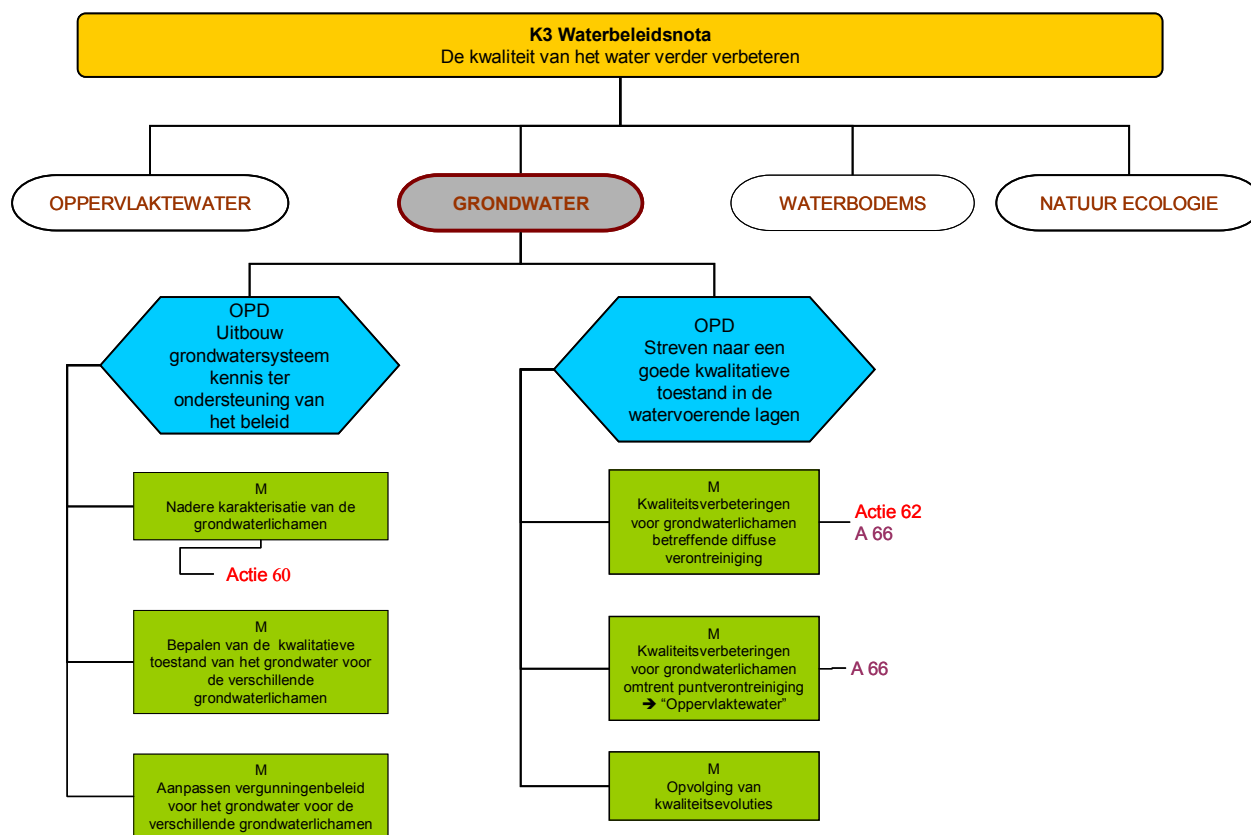 K3 Waterbeleidsnota
De kwaliteit van het water verder verbeteren
OPPERVLAKTEWATER
GRONDWATER
WATERBODEMS
NATUUR ECOLOGIE
OPD
Uitbouw
grondwatersysteem
kennis ter
ondersteuning van
het beleid
OPD
Streven naar een
goede kwalitatieve
toestand in de
watervoerende lagen
M
Nadere karakterisatie van de
grondwaterlichamen
Actie 60
M
Bepalen van de kwalitatieve
toestand van het grondwater voor
de verschillende
grondwaterlichamen
M
Aanpassen vergunningenbeleid
voor het grondwater voor de
verschillende grondwaterlichamen
M
Kwaliteitsverbeteringen
voor grondwaterlichamen
betreffende diffuse
verontreiniging
Actie 62
A 66
M
Kwaliteitsverbeteringen
voor grondwaterlichamen
omtrent puntverontreiniging
➔ “Oppervlaktewater”
A 66
M
Opvolging van
kwaliteitsevoluties